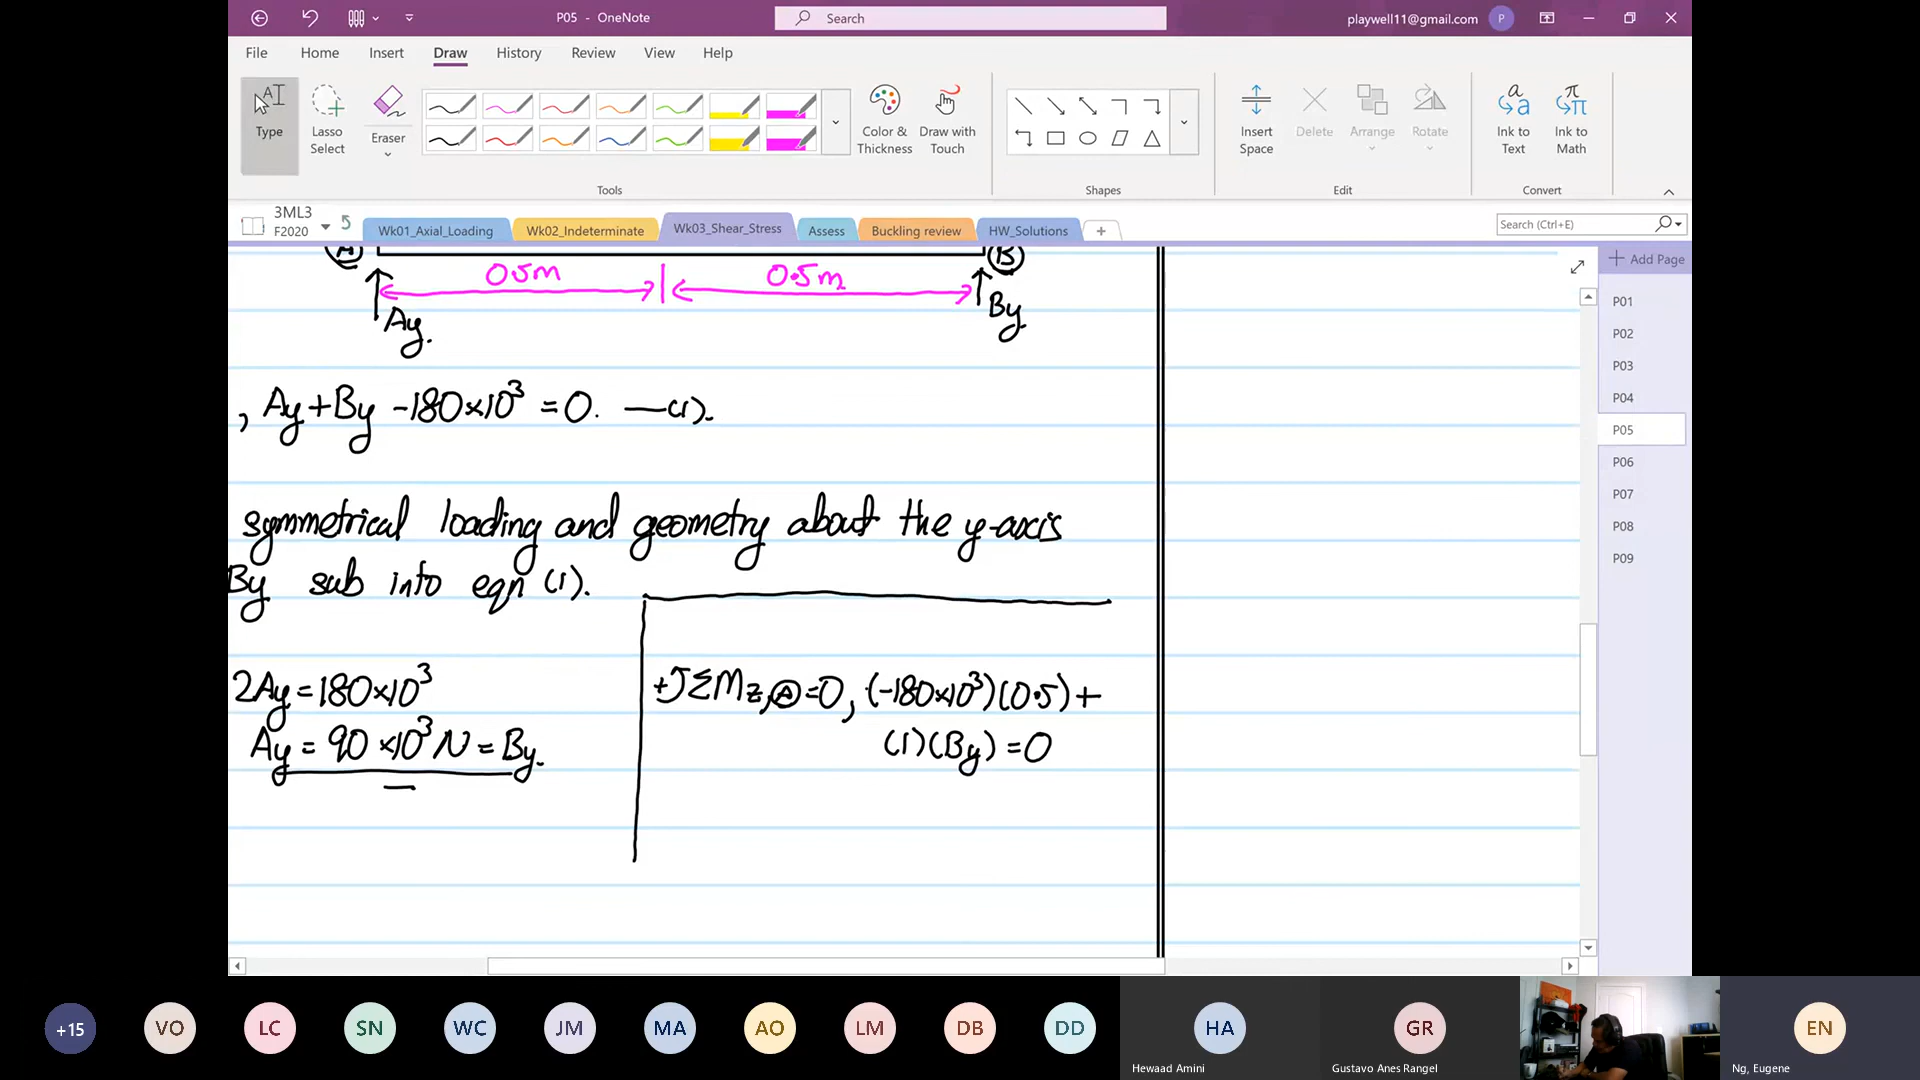 P05 - OneNote
Search
playwell11@gmail.com
P
File Home Insert Draw History Review View Help
Type
Lasso Select
Eraser
Color & Thickness
Draw with Touch
Insert Space
Delete
Arrange
Rotate
Ink to Text
Ink to Math
Tools
Shapes
Edit
Convert
3ML3 F2020
Wk01_Axial_Loading
Wk02_Indeterminate
Wk03_Shear_Stress
Assess
Buckling review
HW_Solutions
Search (Ctrl+E)
Add Page
P01
P02
P03
P04
P05
P06
P07
P08
P09
A B
0.5m 0.5m
Ay. By
, Ay + By - 180×10³ = 0. —(1).
symmetrical loading and geometry about the y-axis
By sub into eqn (1).
2Ay = 180×10³
Ay = 90×10³ N = By.
+ΣMz,A = 0, (-180×10³)(0.5) +
(1)(By) = 0
+15 VO LC SN WC JM MA AO LM DB DD HA GR EN
Hewaad Amini
Gustavo Anes Rangel
Ng, Eugene